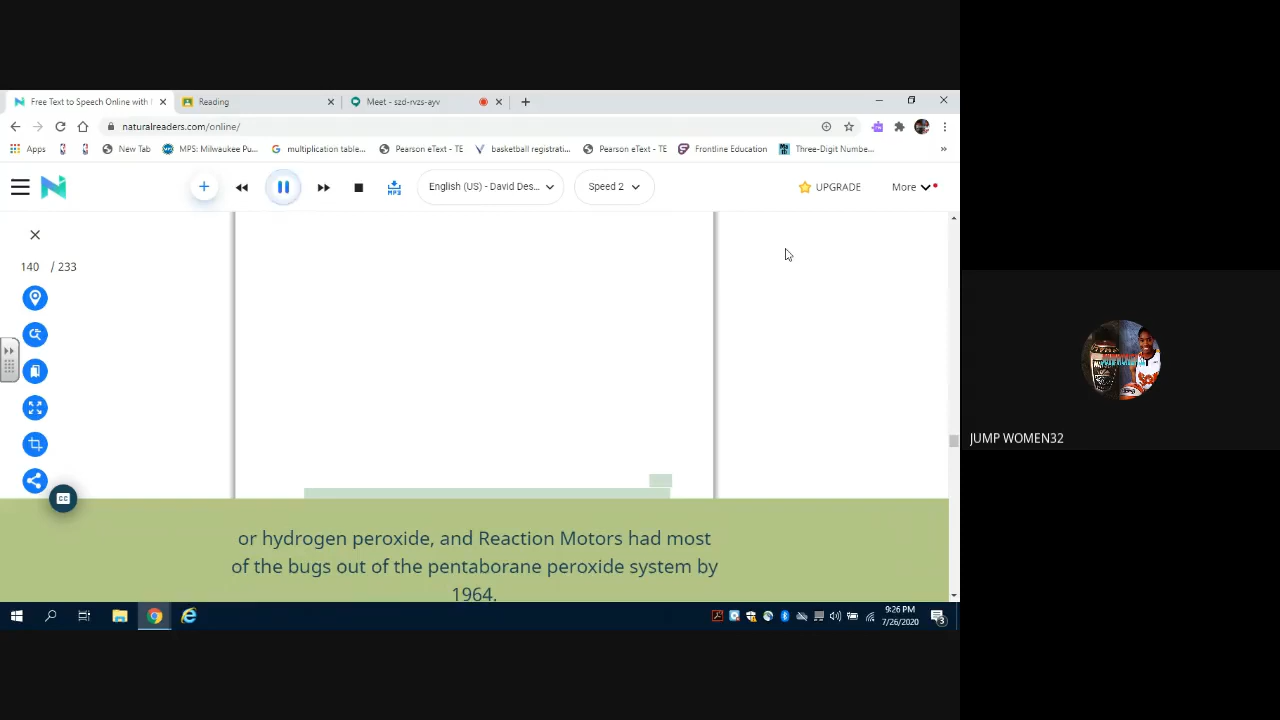 Free Text to Speech Online with
Reading
Meet - szd-rvzs-ayv
naturalreaders.com/online/
Apps
New Tab
MPS: Milwaukee Pu...
multiplication table...
Pearson eText - TE
basketball registrati...
Pearson eText - TE
Frontline Education
Three-Digit Numbe...
MP3
English (US) - David Des...
Speed 2
UPGRADE
More
140 / 233
CC
or hydrogen peroxide, and Reaction Motors had most
of the bugs out of the pentaborane peroxide system by
1964.
JUMP WOMEN32
9:26 PM
7/26/2020
3